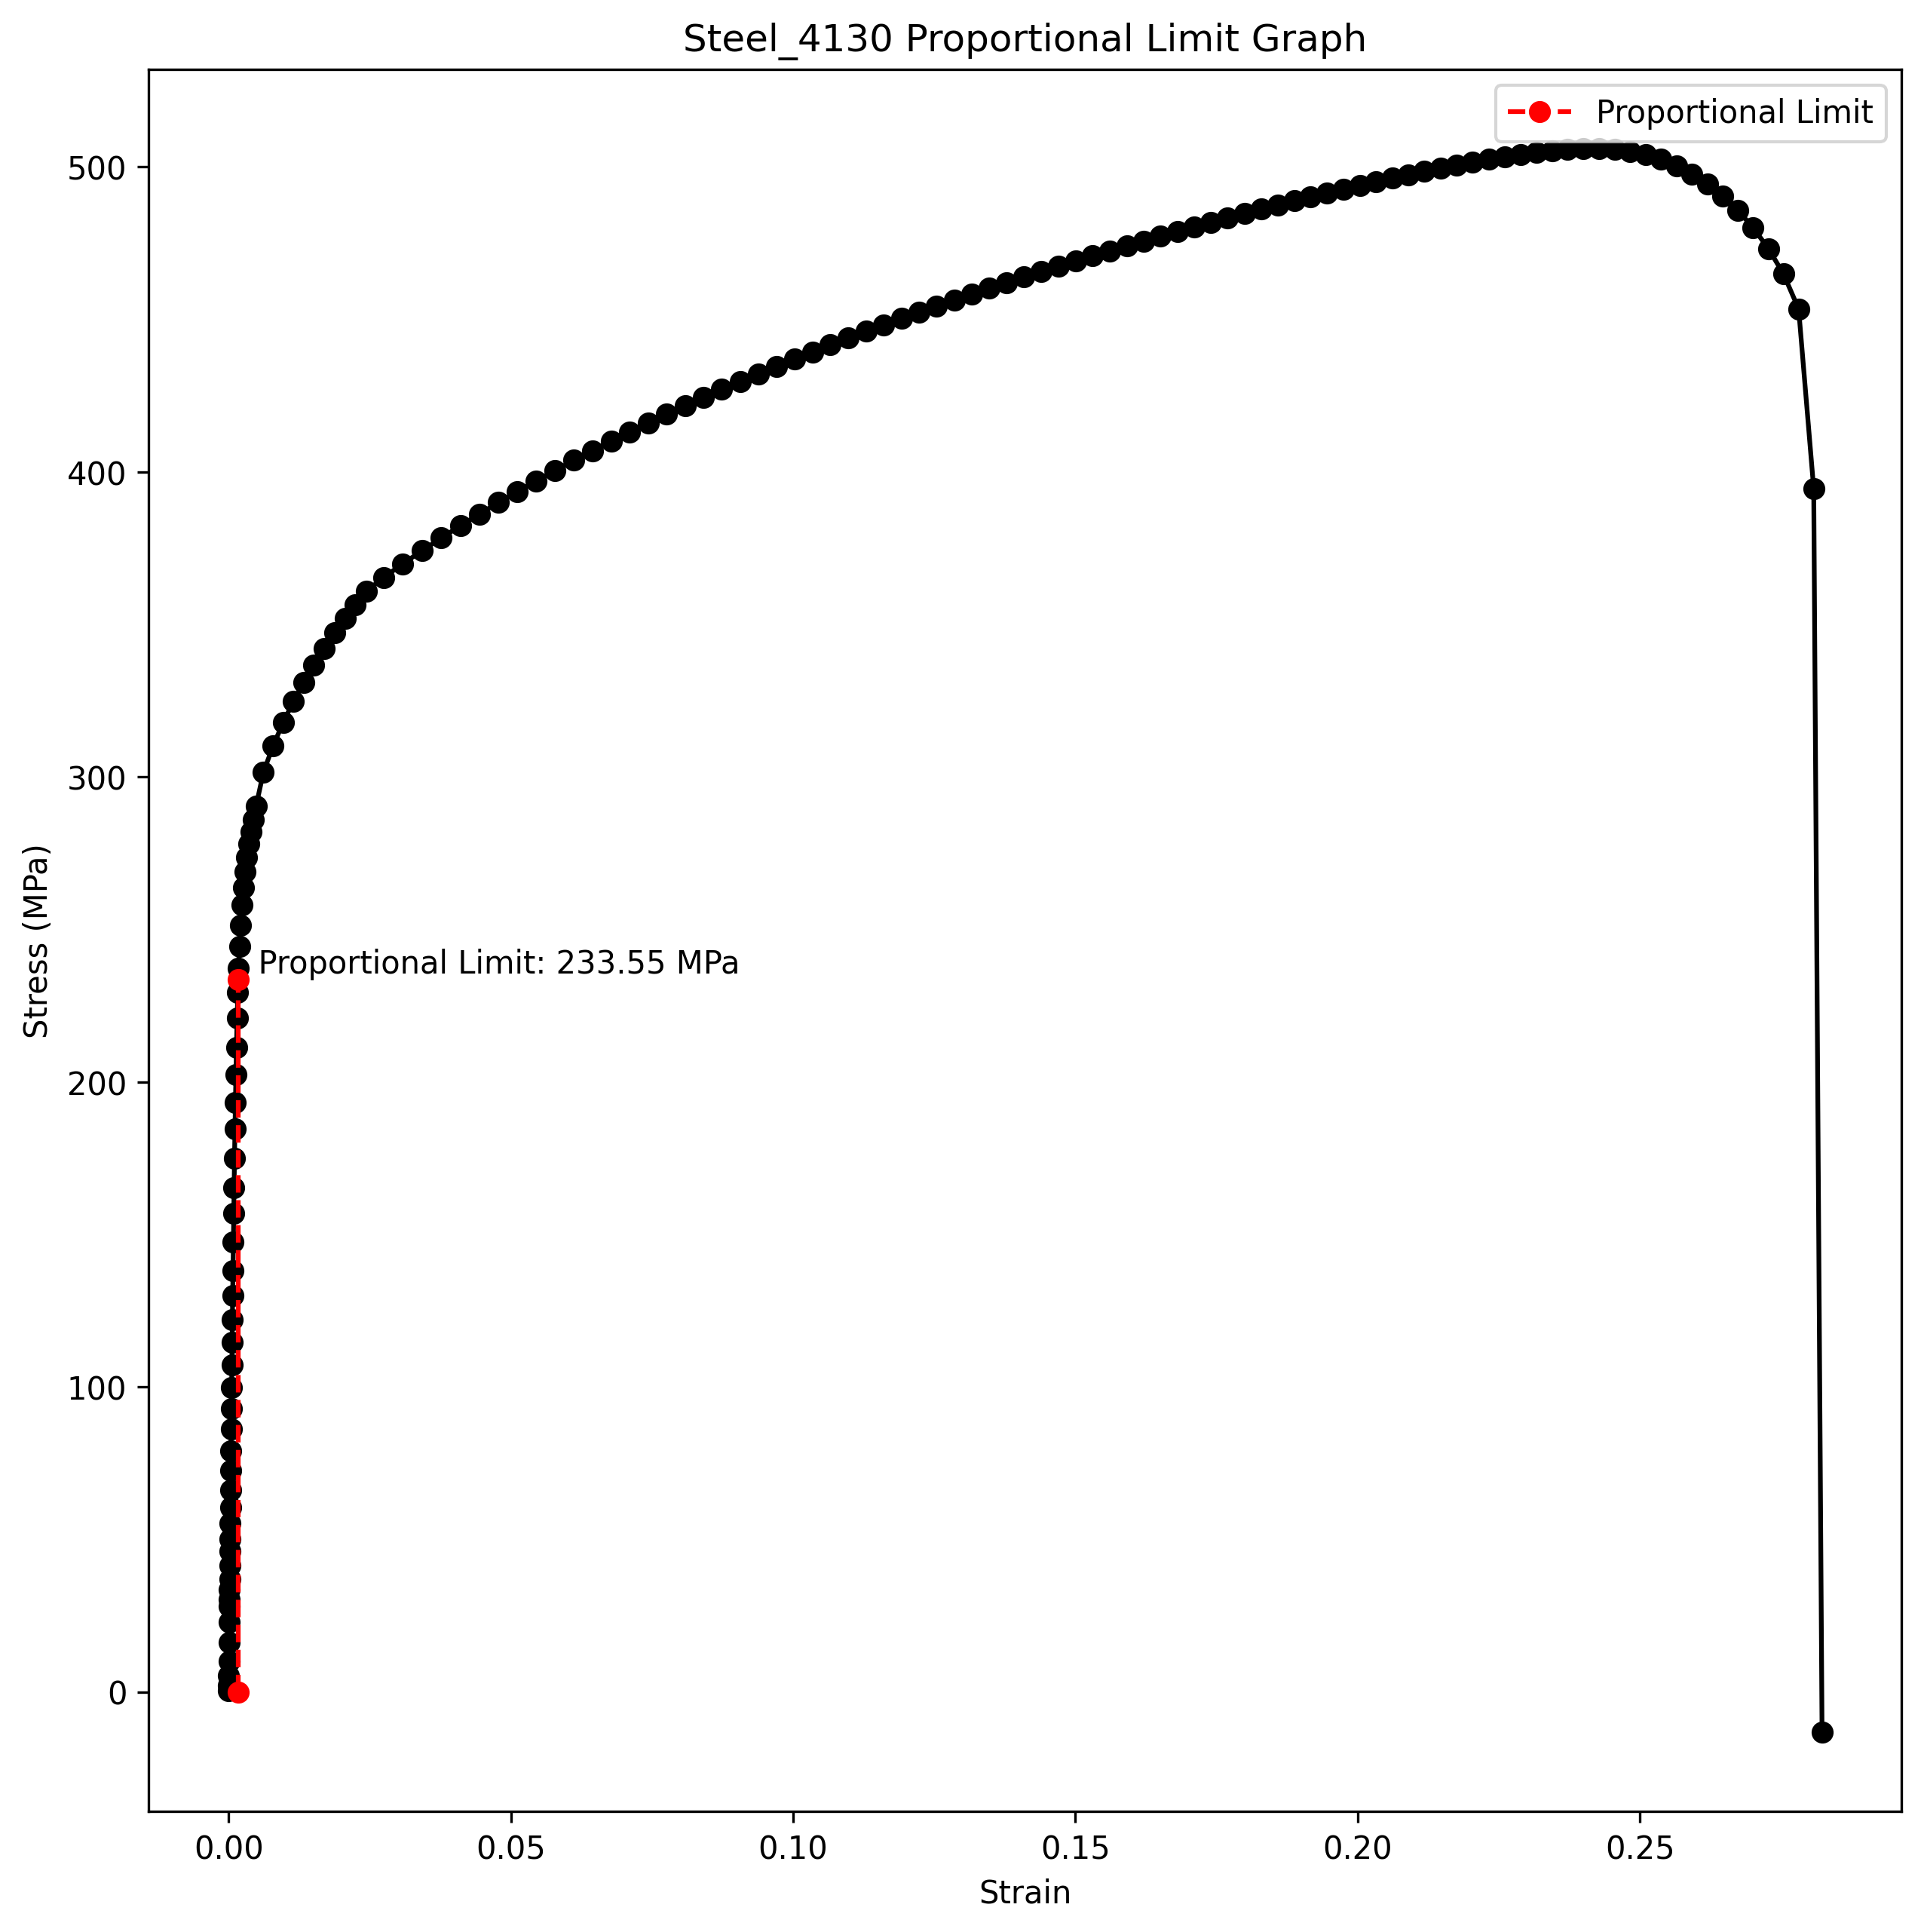 Steel_4130 Proportional Limit Graph
Proportional Limit
500
400
300
200
100
0
Stress (MPa)
Proportional Limit: 233.55 MPa
0.00 0.05 0.10 0.15 0.20 0.25
Strain